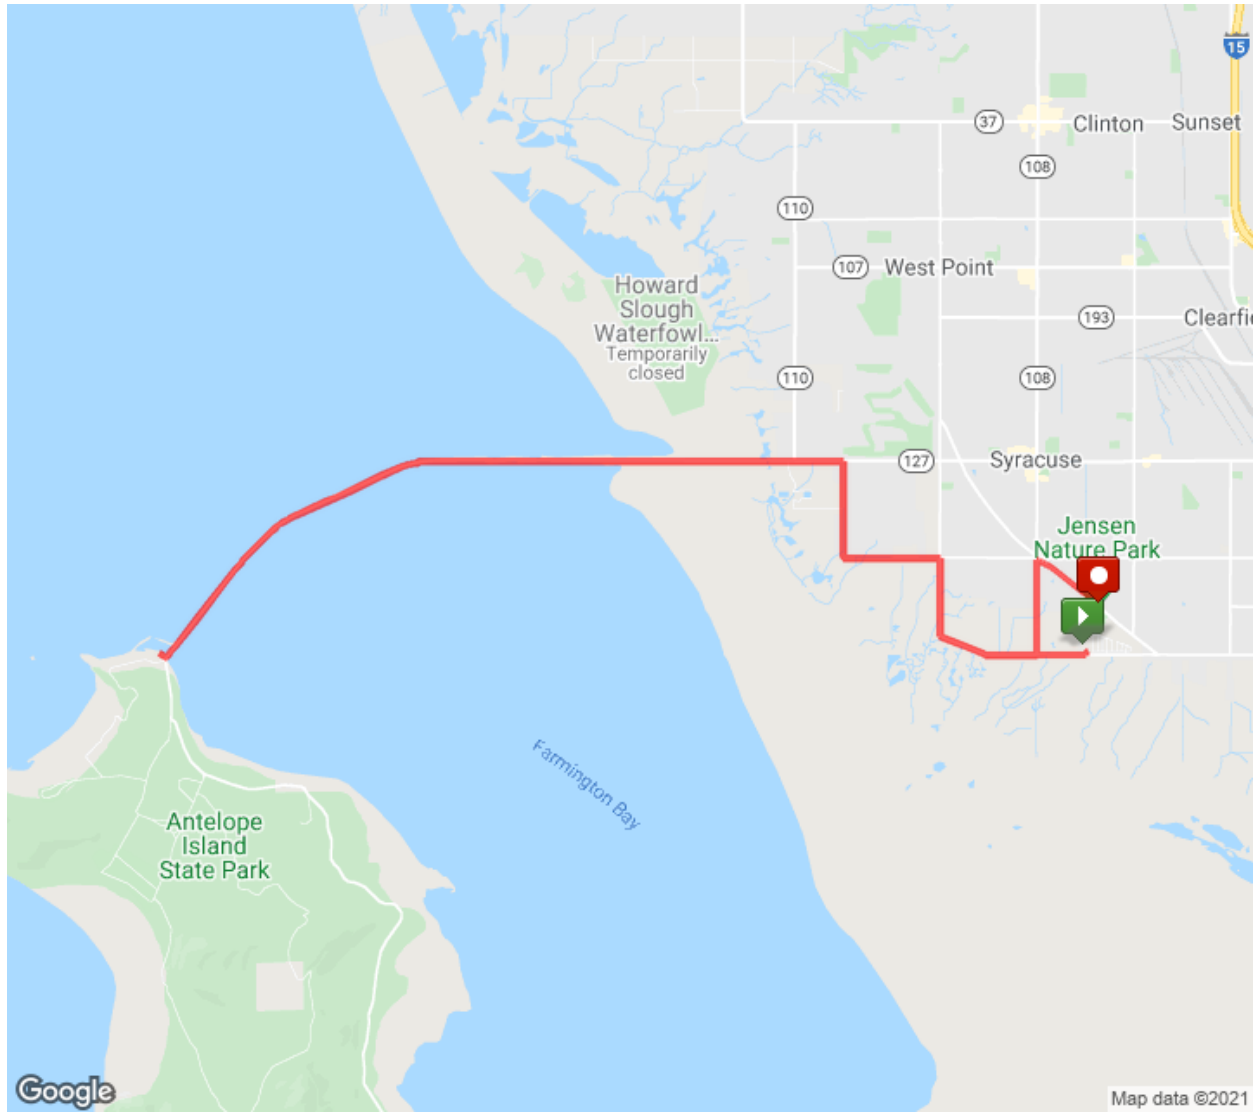 15
37
Clinton
Sunset
108
110
107
West Point
Howard
Slough
Waterfowl...
Temporarily
closed
193
Clearfie
110
108
127
Syracuse
Jensen
Nature Park
Farmington Bay
Antelope
Island
State Park
Google
Map data ©2021